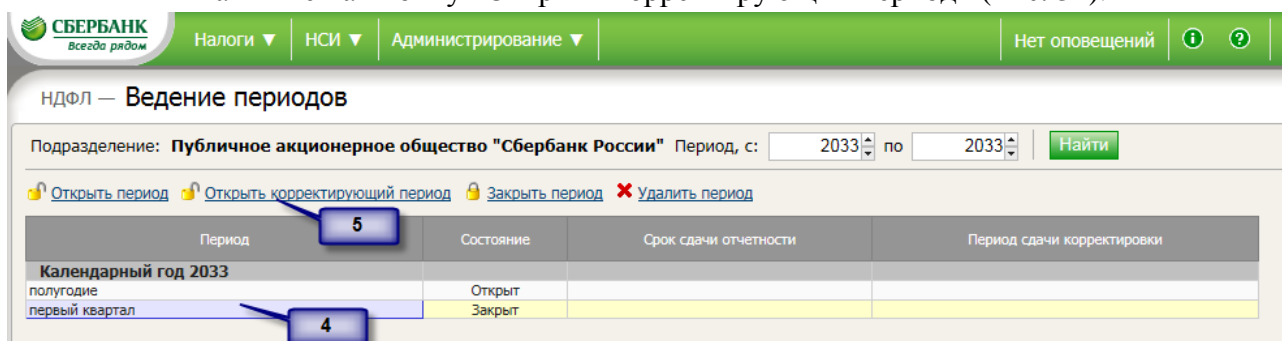 СБЕРБАНК
Всегда рядом
Налоги ▼ НСИ ▼ Администрирование ▼ Нет оповещений
НДФЛ — Ведение периодов
Подразделение: Публичное акционерное общество "Сбербанк России" Период, с: 2033 по 2033 Найти
Открыть период Открыть корректирующий период Закрыть период Удалить период
5
Период Состояние Срок сдачи отчетности Период сдачи корректировки
Календарный год 2033
полугодие Открыт
первый квартал Закрыт
4